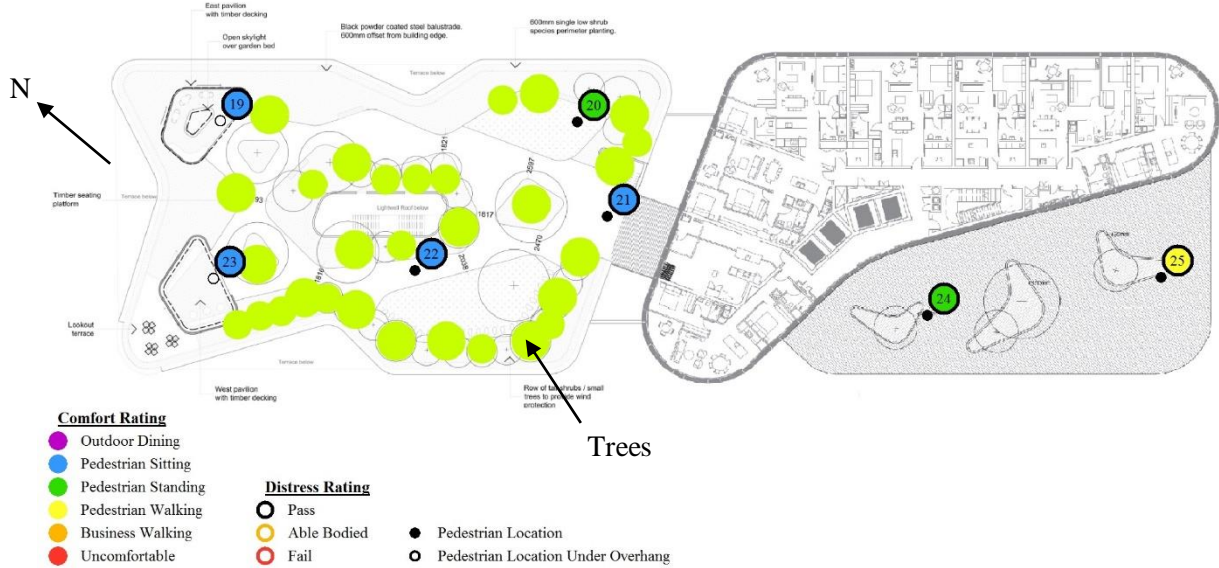 East pavilion
with timber decking
Open skylight
over garden bed
Black powder coated steel balustrade.
600mm offset from building edge.
600mm single low shrub
species perimeter planting.
Terrace below
N
19
20
1821
2597
Timber seating
platform
Terrace below
93
Lightwell Roof below
1617
21
22
23
2470
2038
1816
24
25
Lookout
terrace
Terrace below
West pavilion
with timber decking
Row of tall shrubs / small
trees to provide wind
protection
Trees
Comfort Rating
Outdoor Dining
Pedestrian Sitting
Pedestrian Standing
Pedestrian Walking
Business Walking
Uncomfortable
Distress Rating
Pass
Able Bodied
Fail
Pedestrian Location
Pedestrian Location Under Overhang